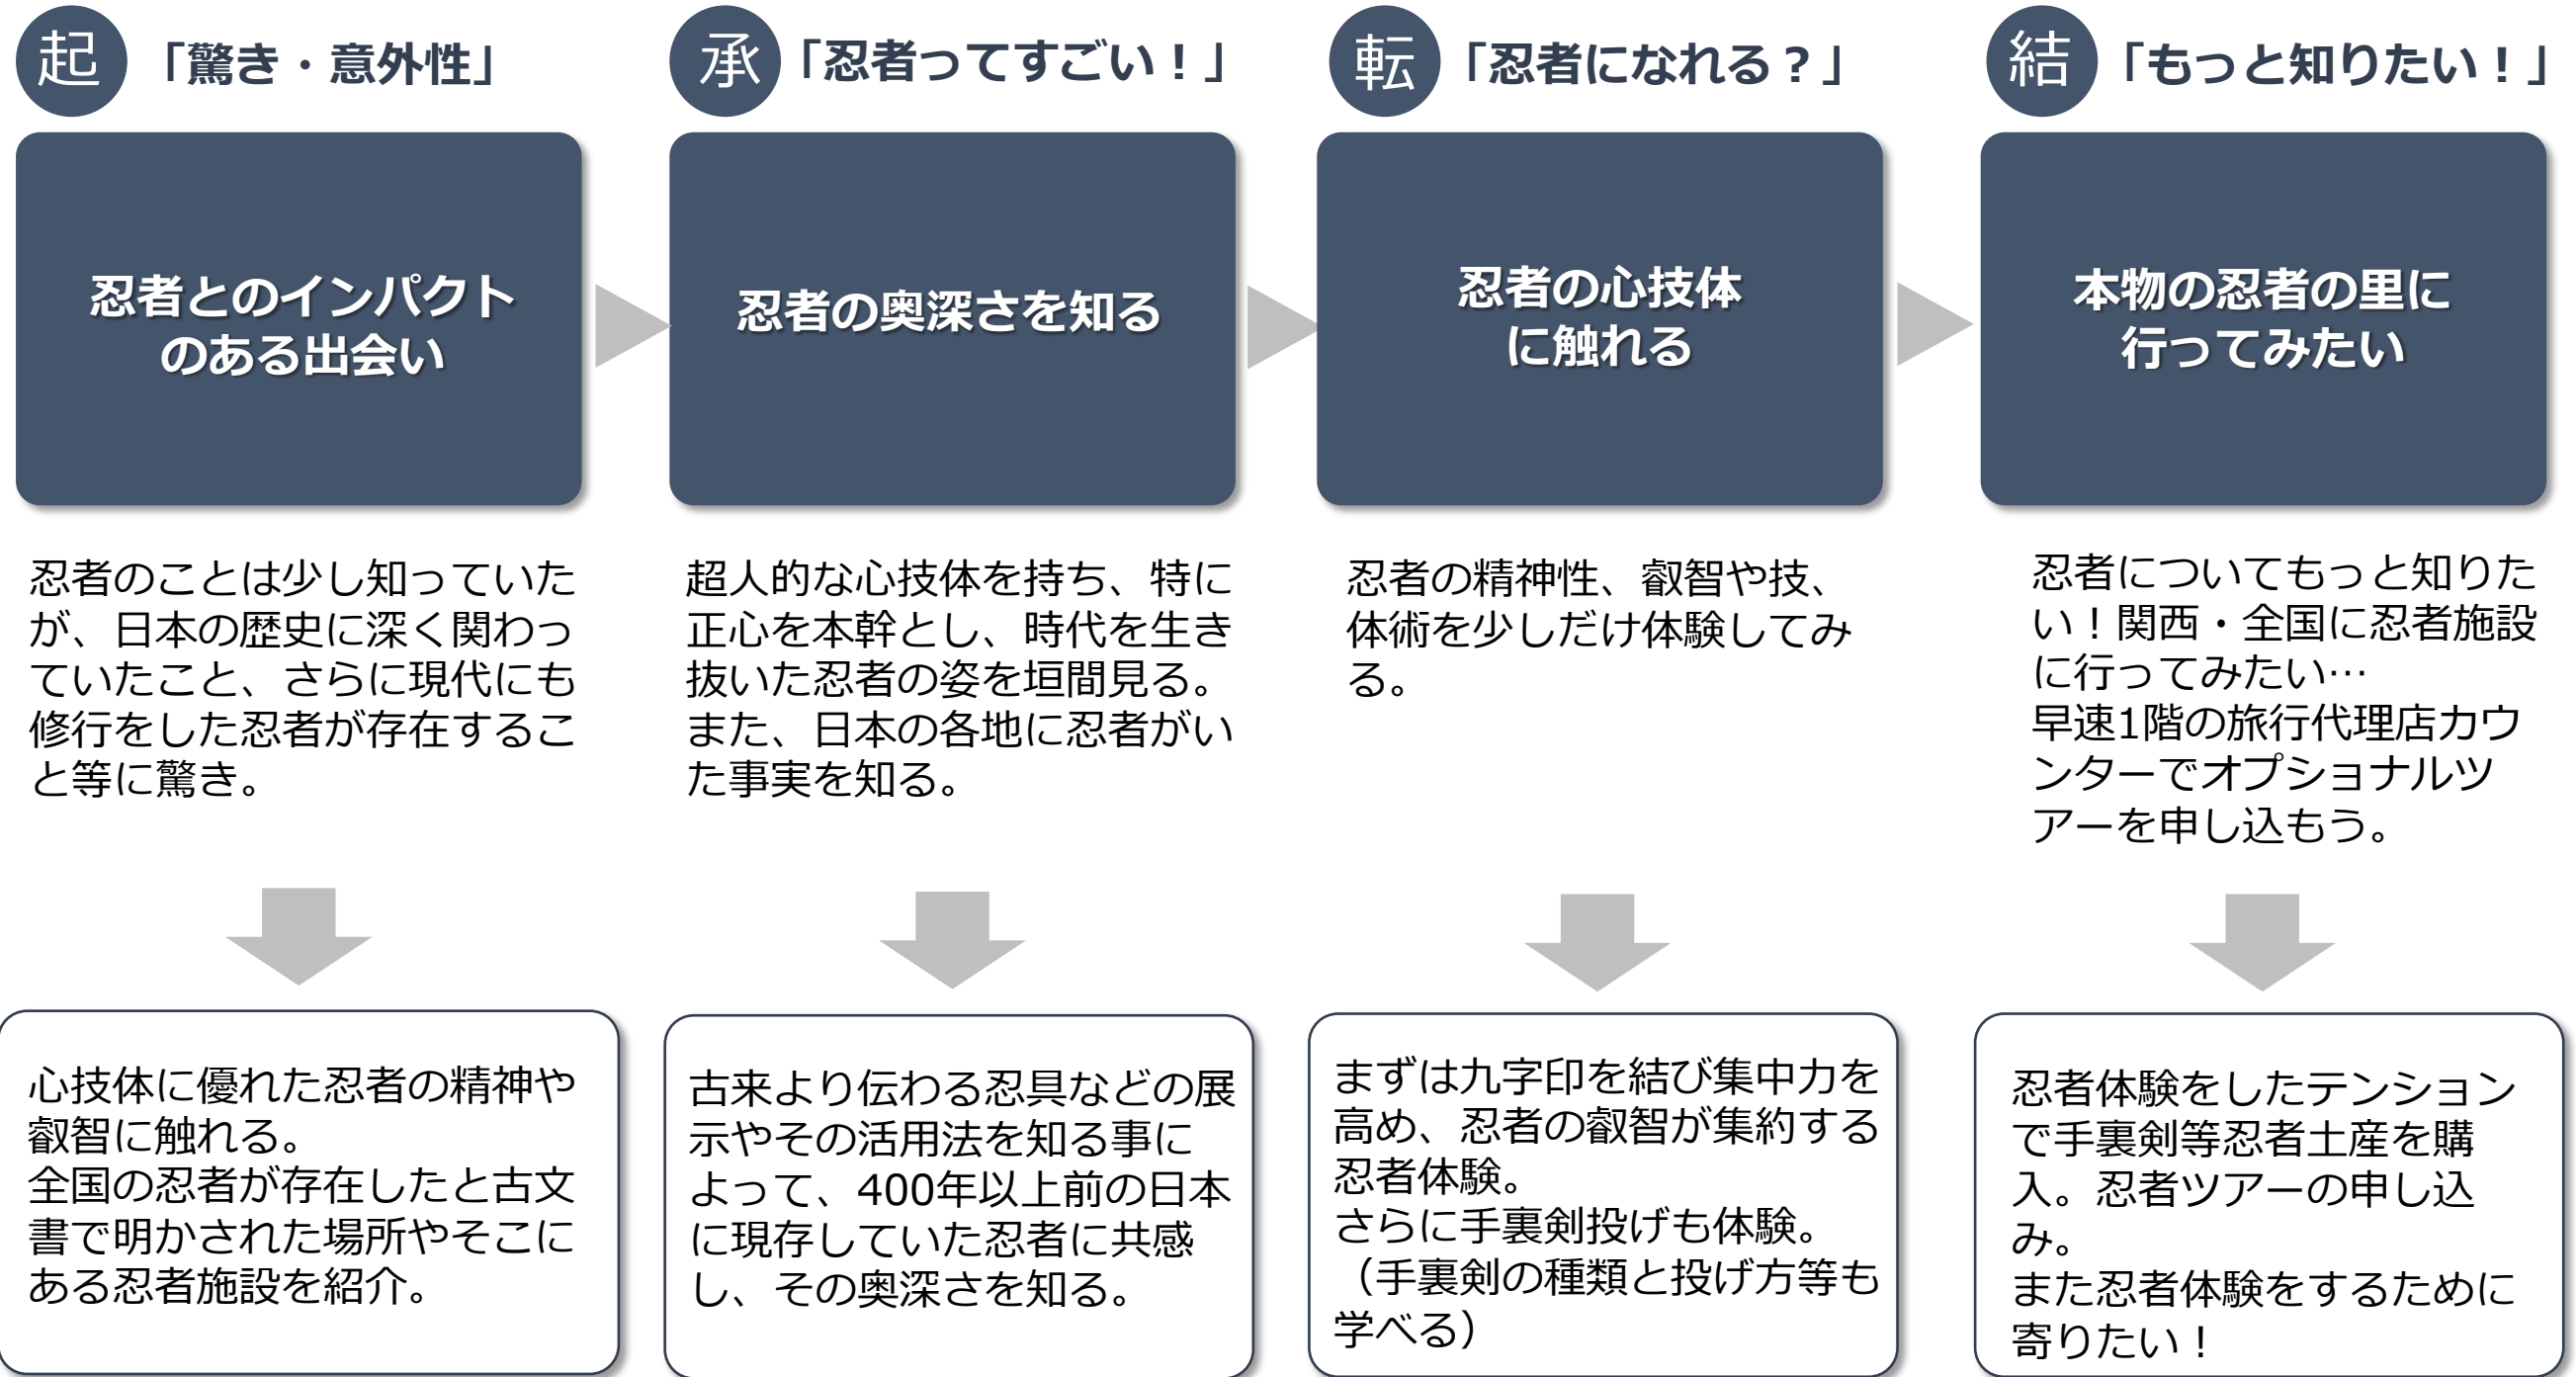 起
「驚き・意外性」
忍者とのインパクト
のある出会い
忍者のことは少し知っていた
が、日本の歴史に深く関わっ
ていたこと、さらに現代にも
修行をした忍者が存在するこ
と等に驚き。
心技体に優れた忍者の精神や
叡智に触れる。
全国の忍者が存在したと古文
書で明かされた場所やそこに
ある忍者施設を紹介。
承
「忍者ってすごい！」
忍者の奥深さを知る
超人的な心技体を持ち、特に
正心を本幹とし、時代を生き
抜いた忍者の姿を垣間見る。
また、日本の各地に忍者がい
た事実を知る。
古来より伝わる忍具などの展
示やその活用法を知る事に
よって、400年以上前の日本
に現存していた忍者に共感
し、その奥深さを知る。
転
「忍者になれる？」
忍者の心技体
に触れる
忍者の精神性、叡智や技、
体術を少しだけ体験してみ
る。
まずは九字印を結び集中力を
高め、忍者の叡智が集約する
忍者体験。
さらに手裏剣投げも体験。
（手裏剣の種類と投げ方等も
学べる）
結
「もっと知りたい！」
本物の忍者の里に
行ってみたい
忍者についてもっと知りた
い！関西・全国に忍者施設
に行ってみたい…
早速1階の旅行代理店カウ
ンターでオプショナルツ
アーを申し込もう。
忍者体験をしたテンション
で手裏剣等忍者土産を購
入。忍者ツアーの申し込
み。
また忍者体験をするために
寄りたい！